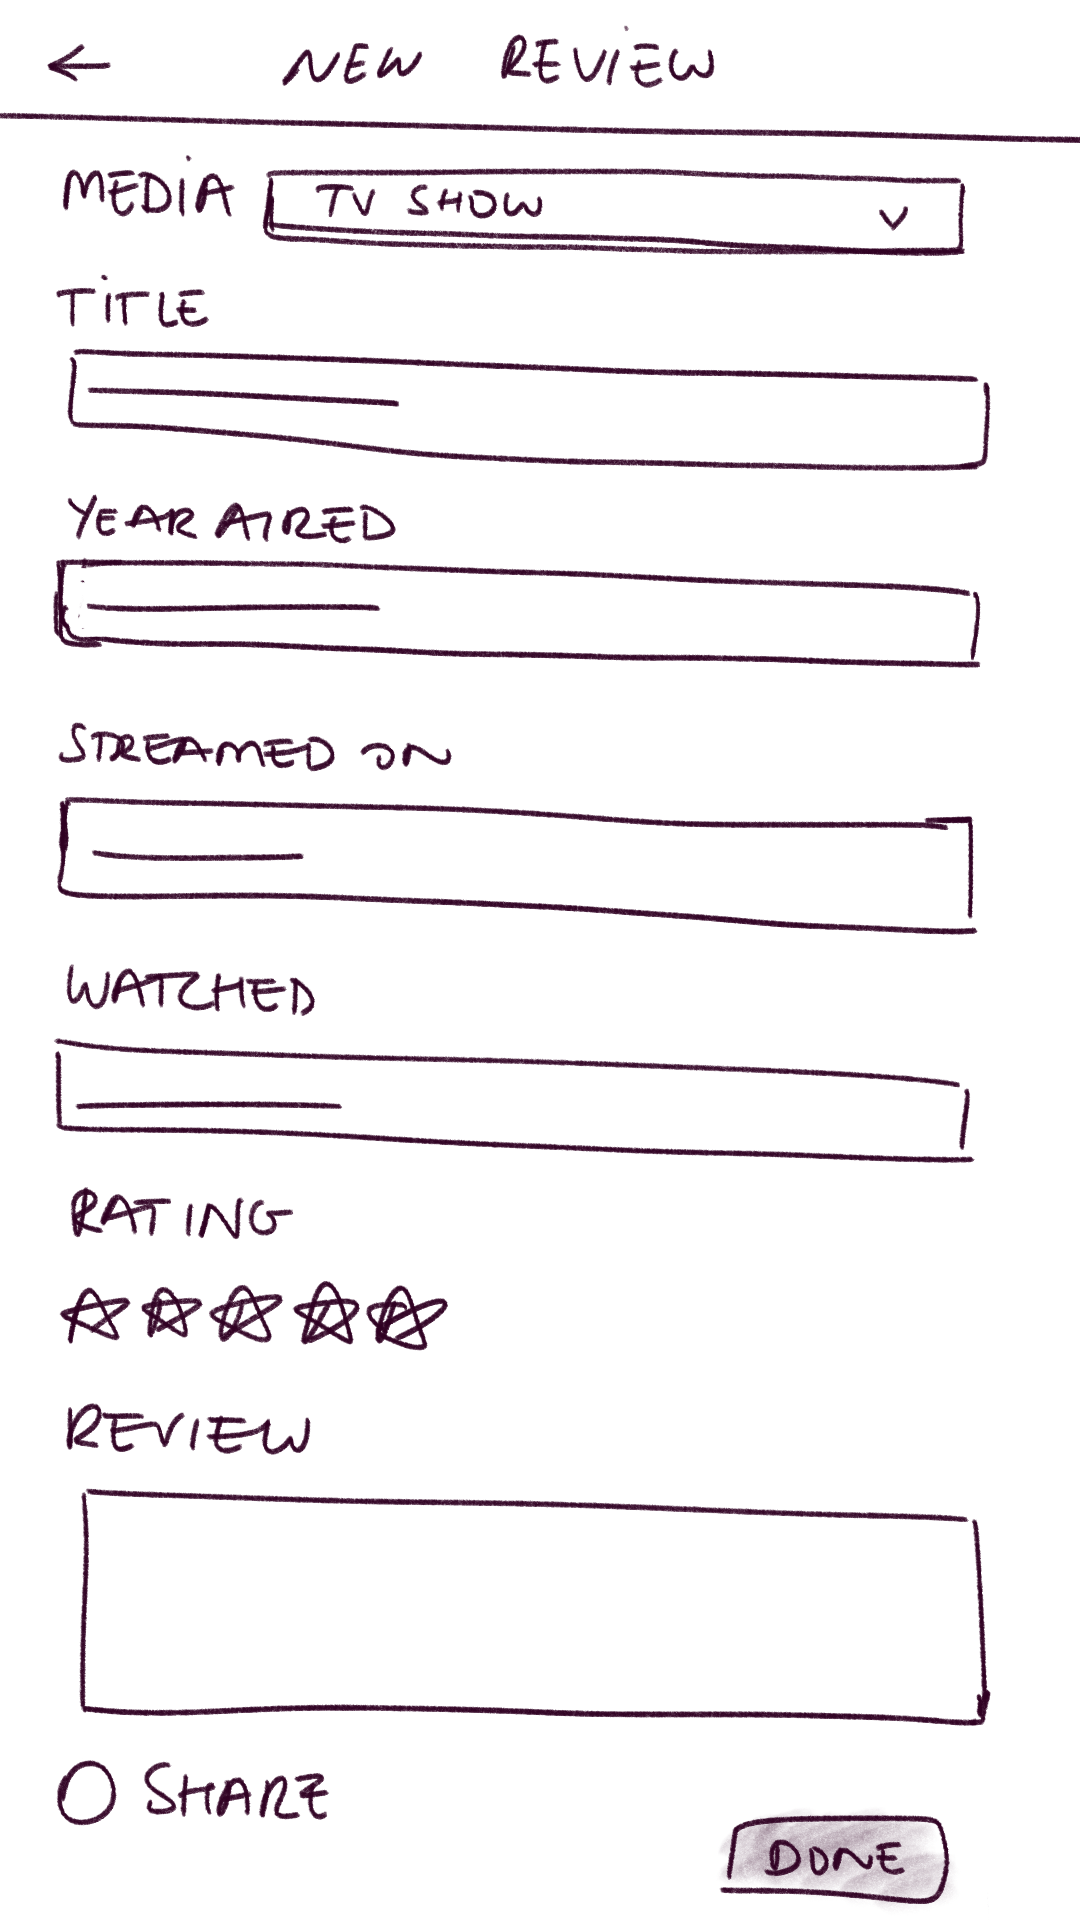 NEW REVIEW
MEDIA TV SHOW
TITLE
YEAR AIRED
STREAMED ON
WATCHED
RATING
REVIEW
SHARE
DONE